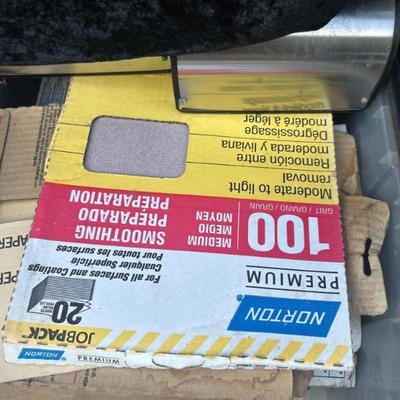 NORTON
PREMIUM
JOBPACK
20
For All Surfaces and Coatings
Cualquier Superficie
Pour toutes les surfaces
100
GRIT / GRANO / GRAIN
MEDIUM
MEDIO
MOYEN
SMOOTHING
PREPARADO
PRÉPARATION
Moderate to light
removal
Remoción entre
moderada y liviana
Dégrossissage
modéré à léger
NORTON PREMIUM